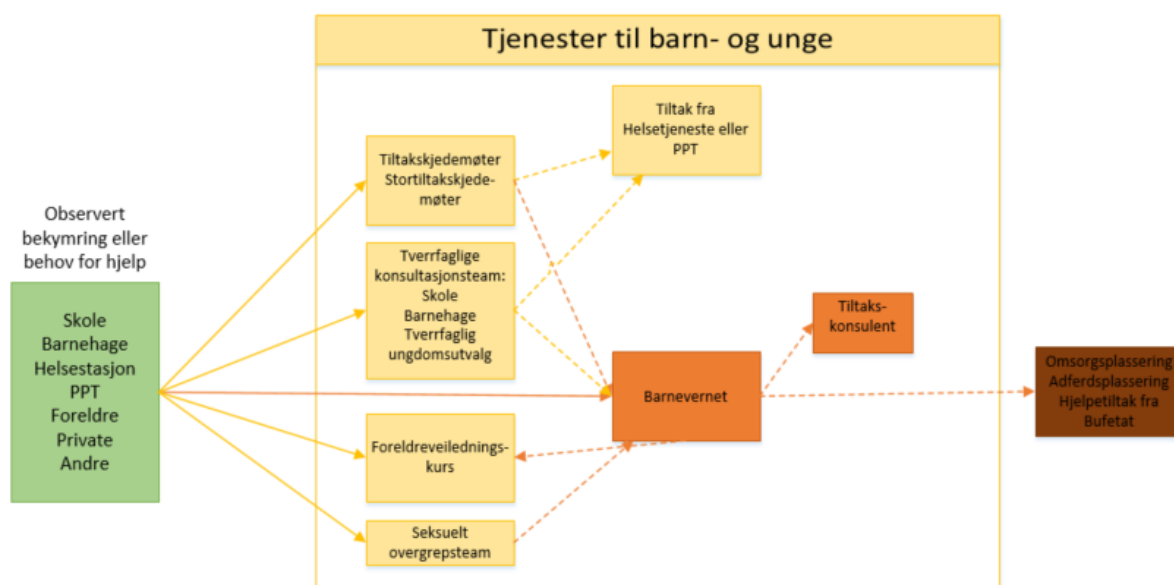 Tjenester til barn- og unge
Observert
bekymring eller
behov for hjelp
Skole
Barnehage
Helsestasjon
PPT
Foreldre
Private
Andre
Tiltakskjedemøter
Stortiltakskjede-
møter
Tverrfaglige
konsultasjonsteam:
Skole
Barnehage
Tverrfaglig
ungdomsutvalg
Foreldreveilednings-
kurs
Seksuelt
overgrepsteam
Tiltak fra
Helsetjeneste eller
PPT
Barnevernet
Tiltaks-
konsulent
Omsorgsplassering
Adferdsplassering
Hjelpetiltak fra
Bufetat